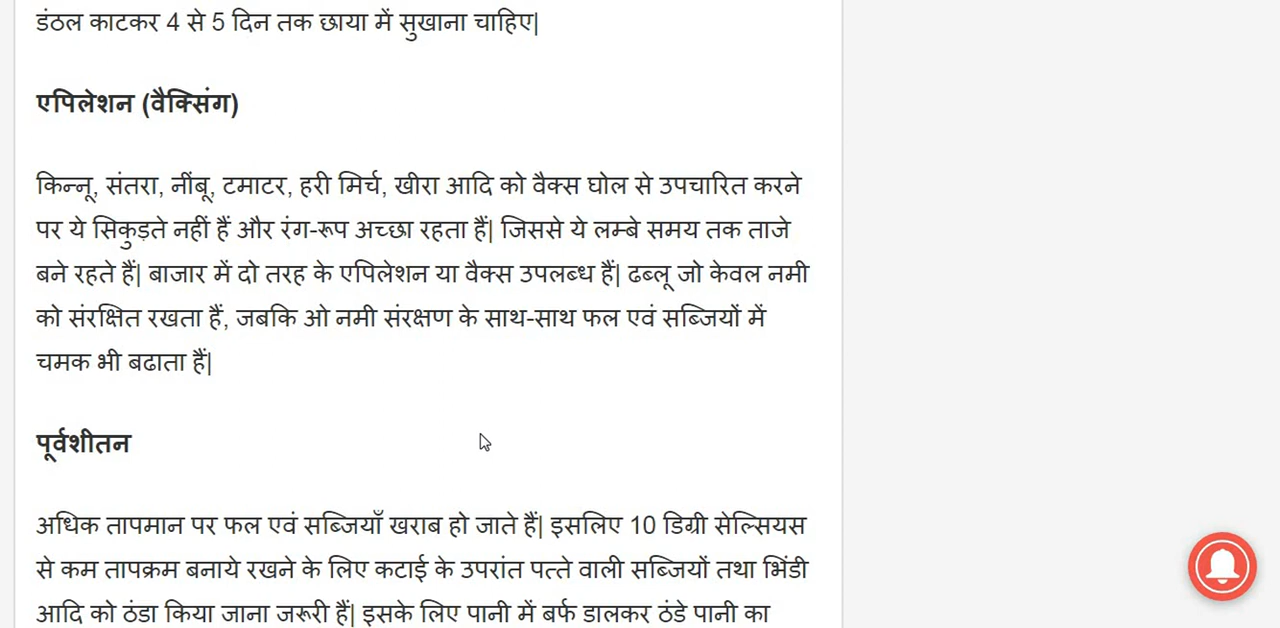 डंठल काटकर 4 से 5 दिन तक छाया में सुखाना चाहिए|
एपिलेशन (वैक्सिंग)
किन्नू, संतरा, नींबू, टमाटर, हरी मिर्च, खीरा आदि को वैक्स घोल से उपचारित करने
पर ये सिकुड़ते नहीं हैं और रंग-रूप अच्छा रहता हैं| जिससे ये लम्बे समय तक ताजे
बने रहते हैं| बाजार में दो तरह के एपिलेशन या वैक्स उपलब्ध हैं| ढब्लू जो केवल नमी
को संरक्षित रखता हैं, जबकि ओ नमी संरक्षण के साथ-साथ फल एवं सब्जियों में
चमक भी बढाता हैं|
पूर्वशीतन
अधिक तापमान पर फल एवं सब्जियाँ खराब हो जाते हैं| इसलिए 10 डिग्री सेल्सियस
से कम तापक्रम बनाये रखने के लिए कटाई के उपरांत पत्ते वाली सब्जियों तथा भिंडी
आदि को ठंडा किया जाना जरूरी हैं| इसके लिए पानी में बर्फ डालकर ठंडे पानी का